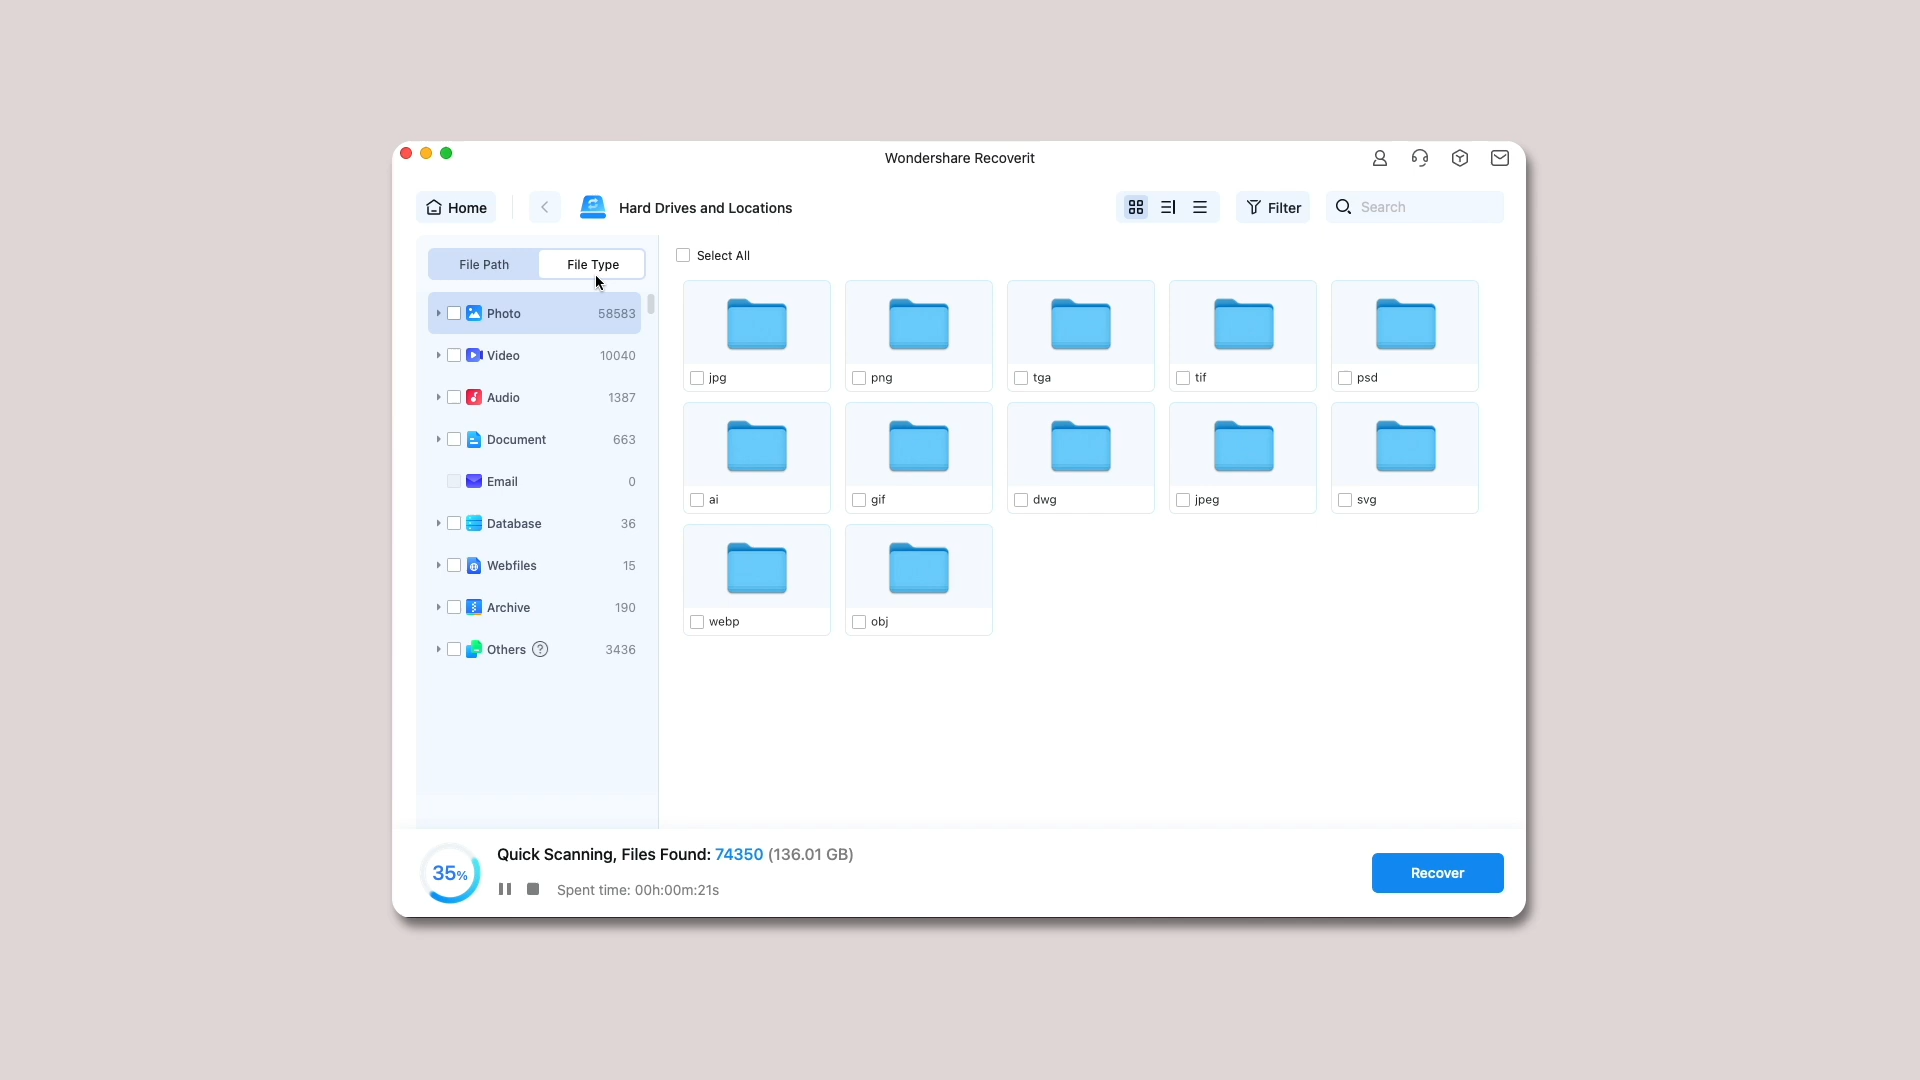 Wondershare Recoverit
Home
Hard Drives and Locations
Filter
Search
File Path
File Type
Select All
Photo 58583
Video 10040
Audio 1387
Document 663
Email 0
Database 36
Webfiles 15
Archive 190
Others ? 3436
jpg
png
tga
tif
psd
ai
gif
dwg
jpeg
svg
webp
obj
35%
Quick Scanning, Files Found: 74350 (136.01 GB)
Spent time: 00h:00m:21s
Recover